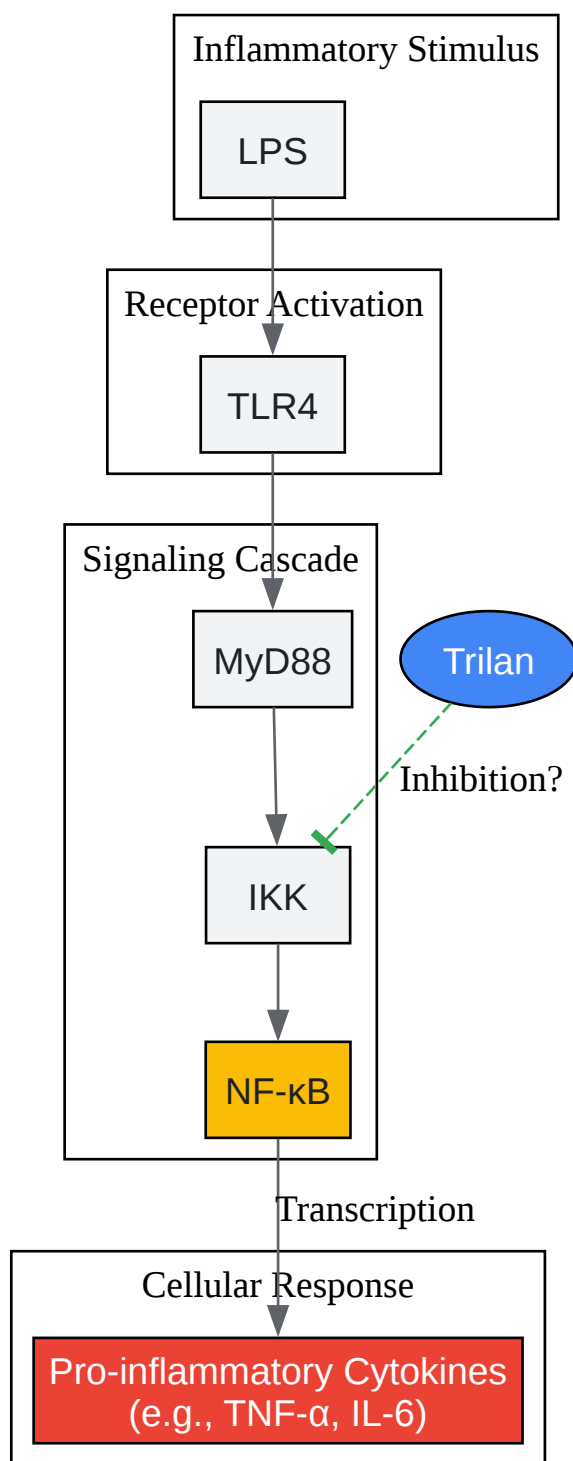 Inflammatory Stimulus
LPS
Receptor Activation
TLR4
Signaling Cascade
MyD88
Trilan
Inhibition?
IKK
NF-κB
Transcription
Cellular Response
Pro-inflammatory Cytokines
(e.g., TNF-α, IL-6)